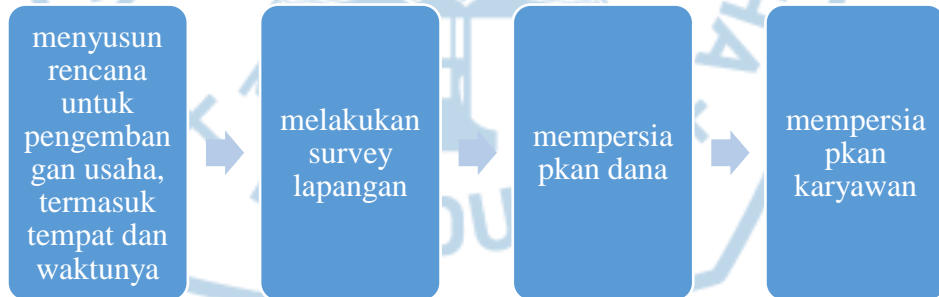 menyusun
rencana
untuk
pengemban
gan usaha,
termasuk
tempat dan
waktunya
melakukan
survey
lapangan
mempersia
pkan dana
mempersia
pkan
karyawan